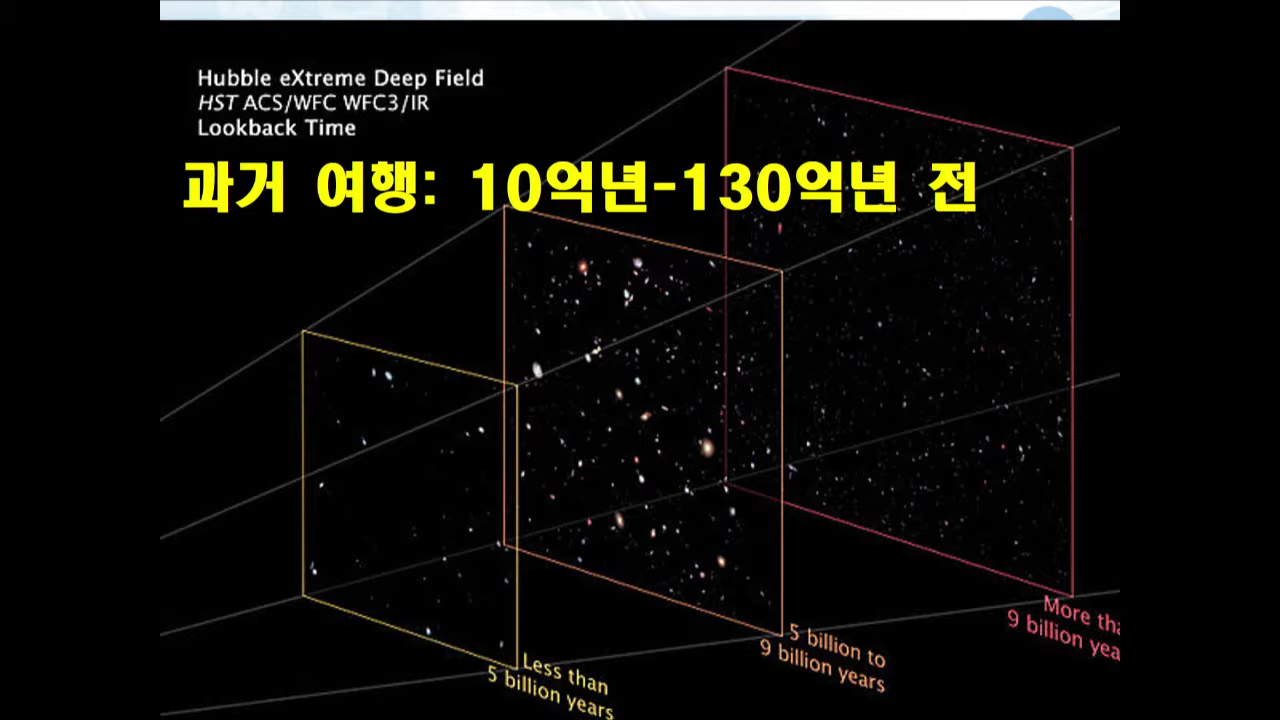 Hubble eXtreme Deep Field
HST ACS/WFC WFC3/IR
Lookback Time
과거 여행: 10억년-130억년 전
Less than
5 billion years
5 billion to
9 billion years
More tha
9 billion yea